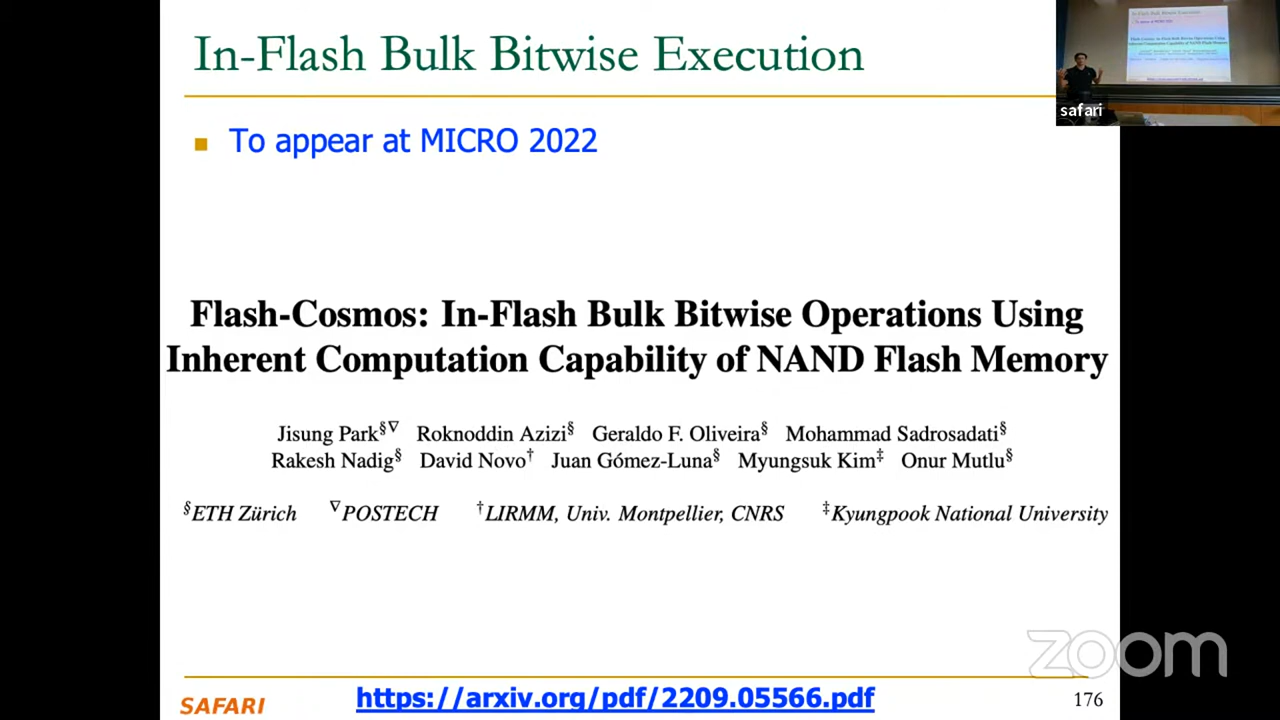 In-Flash Bulk Bitwise Execution
To appear at MICRO 2022
safari
Flash-Cosmos: In-Flash Bulk Bitwise Operations Using
Inherent Computation Capability of NAND Flash Memory
Jisung Park§∇ Roknoddin Azizi§ Geraldo F. Oliveira§ Mohammad Sadrosadati§
Rakesh Nadig§ David Novo† Juan Gómez-Luna§ Myungsuk Kim‡ Onur Mutlu§
§ETH Zürich ∇POSTECH †LIRMM, Univ. Montpellier, CNRS ‡Kyungpook National University
zoom
SAFARI
https://arxiv.org/pdf/2209.05566.pdf
176